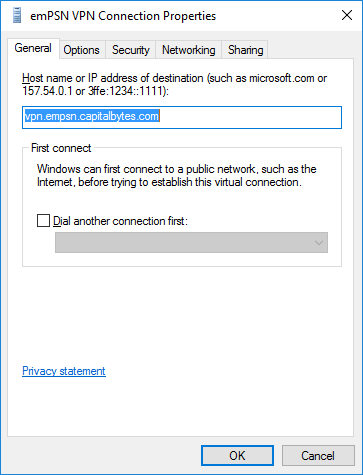 emPSN VPN Connection Properties
General Options Security Networking Sharing
Host name or IP address of destination (such as microsoft.com or
157.54.0.1 or 3ffe:1234::1111):
vpn.empsn.capitalbytes.com
First connect
Windows can first connect to a public network, such as the
Internet, before trying to establish this virtual connection.
Dial another connection first:
Privacy statement
OK Cancel